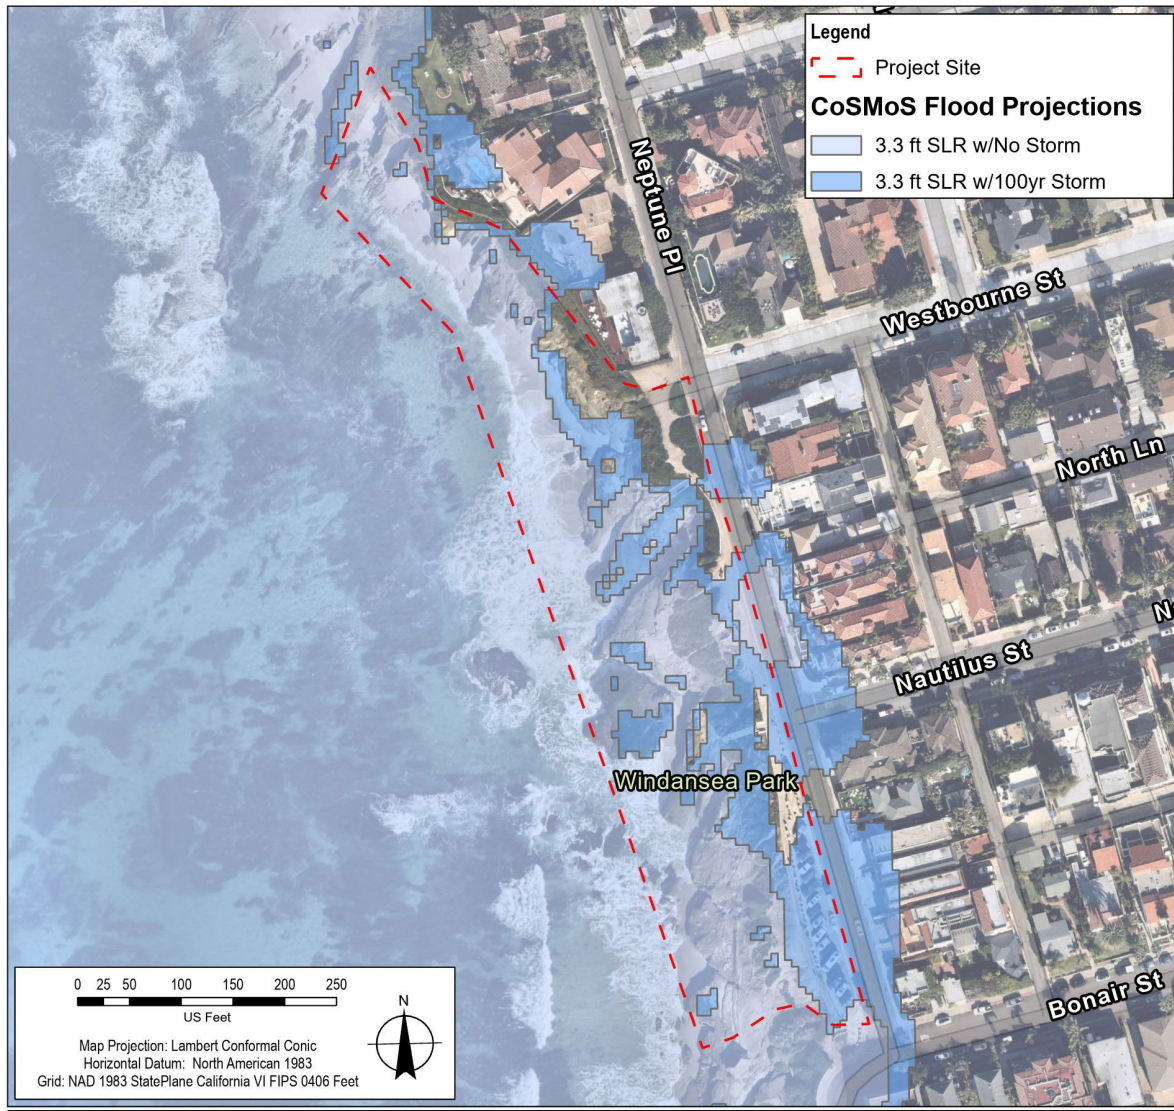 Legend
Project Site
CoSMoS Flood Projections
3.3 ft SLR w/No Storm
3.3 ft SLR w/100yr Storm
Neptune Pl
Westbourne St
North Ln
N
Nautilus St
Windansea Park
Bonair St
0 25 50 100 150 200 250
US Feet
N
Map Projection: Lambert Conformal Conic
Horizontal Datum: North American 1983
Grid: NAD 1983 StatePlane California VI FIPS 0406 Feet